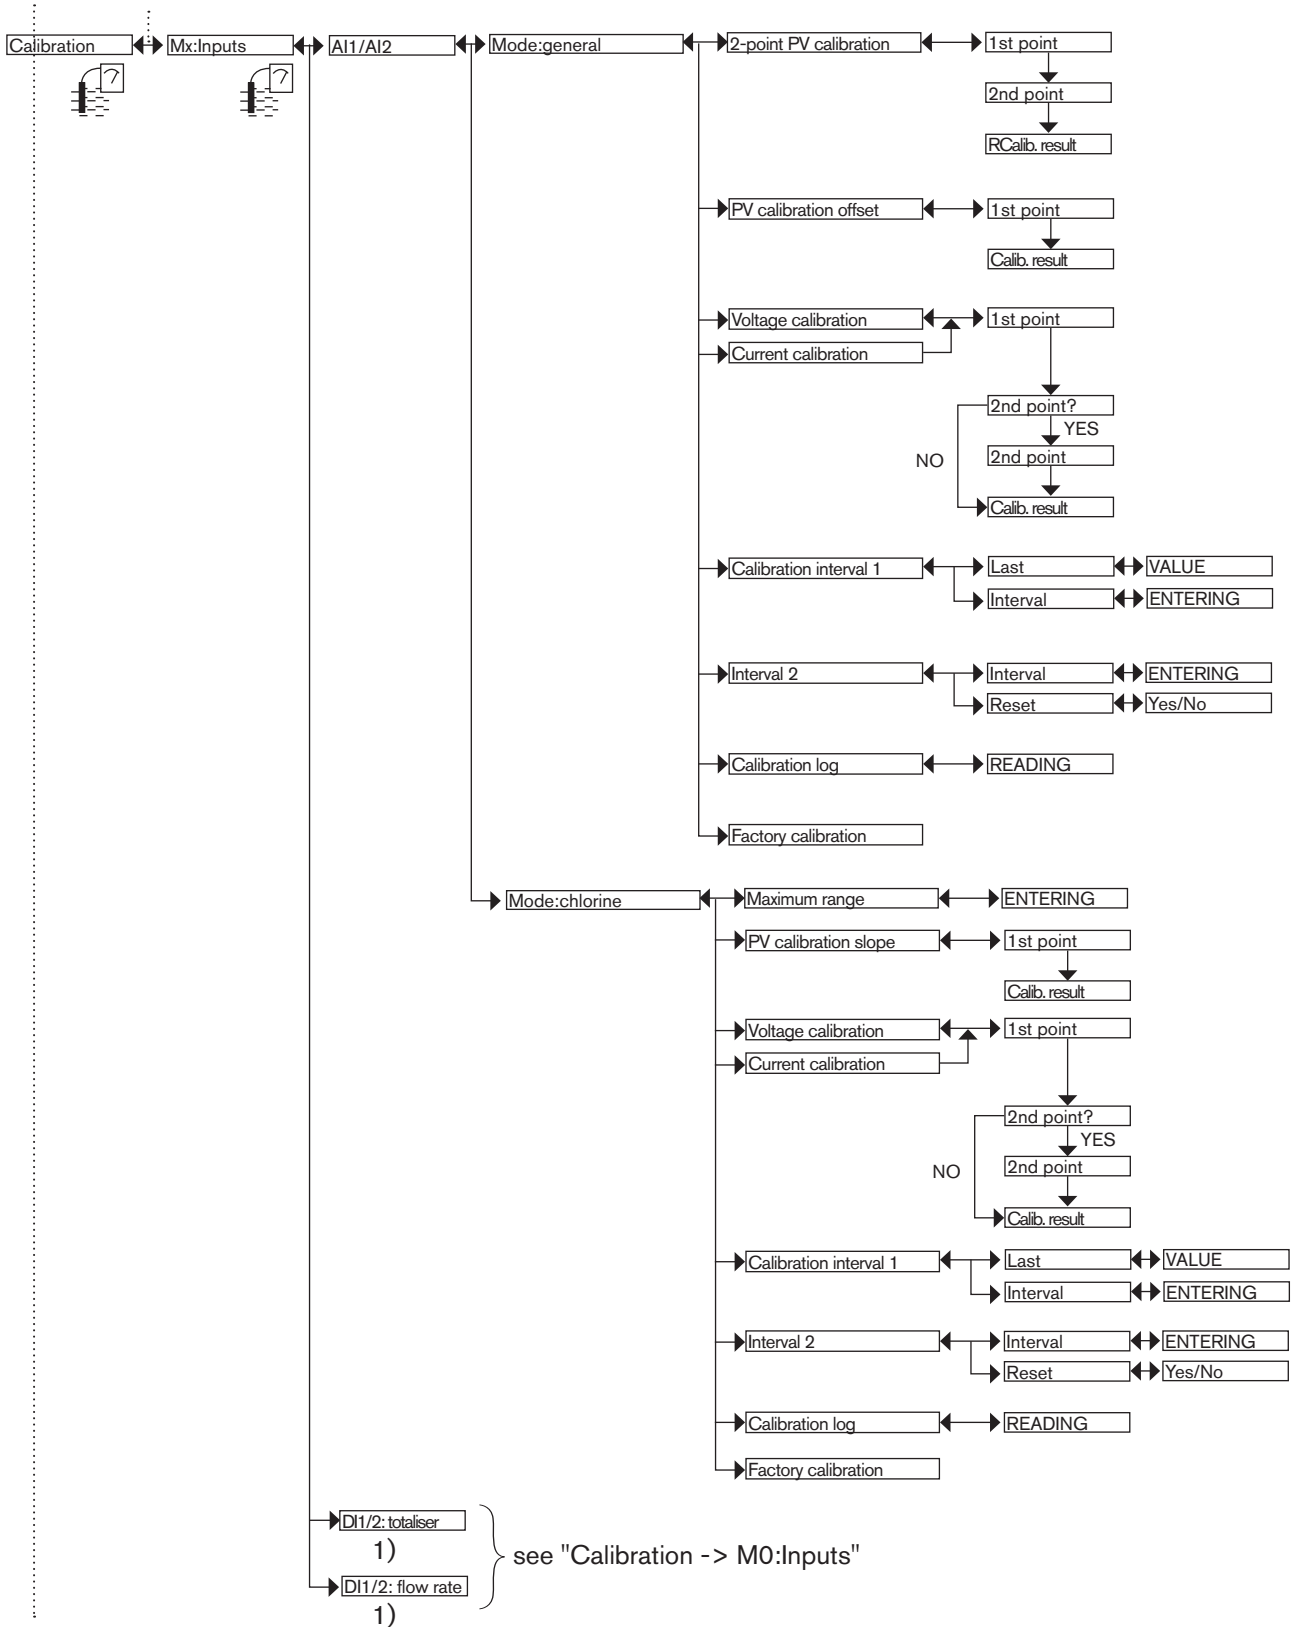 Calibration
Mx:Inputs
AI1/AI2
Mode:general
2-point PV calibration
1st point
2nd point
RCalib. result
PV calibration offset
1st point
Calib. result
Voltage calibration
1st point
Current calibration
2nd point?
YES
NO
2nd point
Calib. result
Calibration interval 1
Last
VALUE
Interval
ENTERING
Interval 2
Interval
ENTERING
Reset
Yes/No
Calibration log
READING
Factory calibration
Mode:chlorine
Maximum range
ENTERING
PV calibration slope
1st point
Calib. result
Voltage calibration
1st point
Current calibration
2nd point?
YES
NO
2nd point
Calib. result
Calibration interval 1
Last
VALUE
Interval
ENTERING
Interval 2
Interval
ENTERING
Reset
Yes/No
Calibration log
READING
Factory calibration
DI1/2: totaliser
1)
see "Calibration -> M0:Inputs"
DI1/2: flow rate
1)